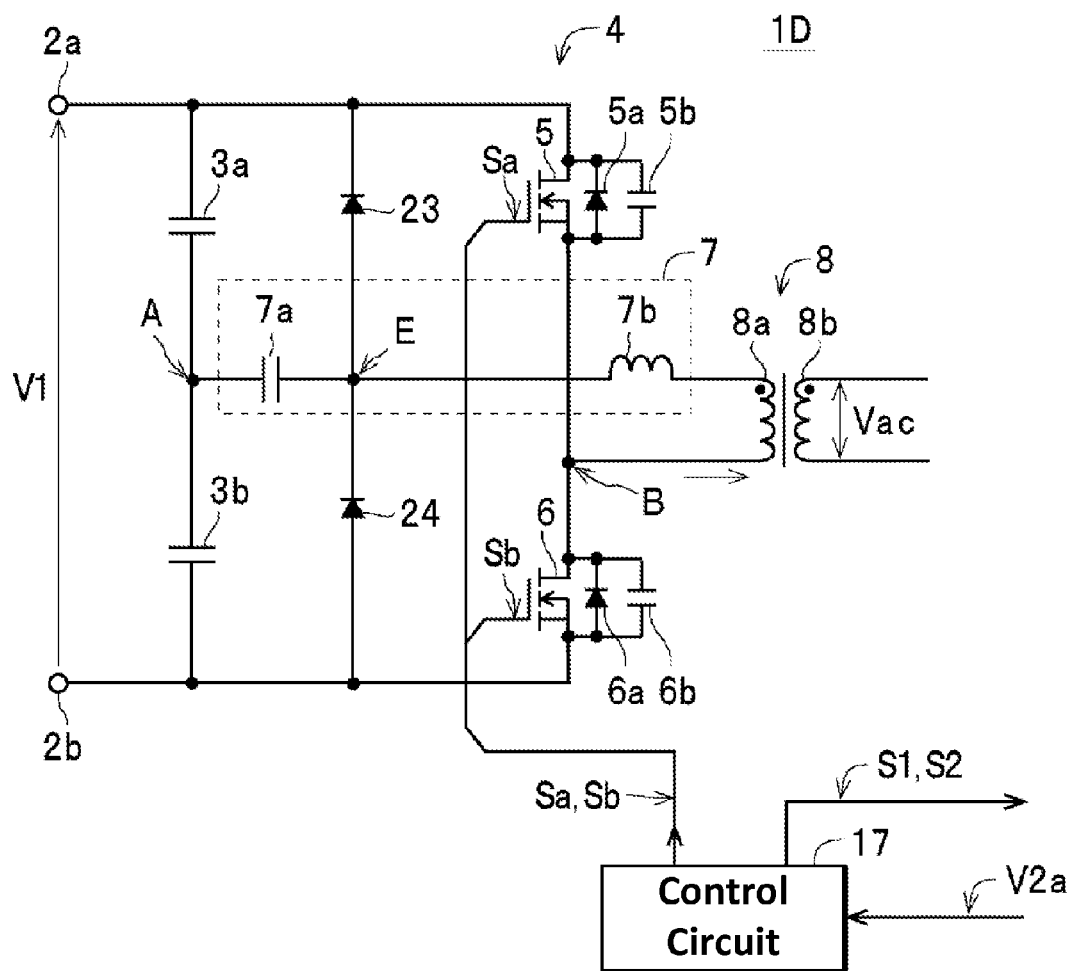 2a
4
1D
5a
5b
5
3a
Sa
23
7
8
7a
7b
A
E
8a
8b
V1
Vac
3b
24
6
B
Sb
6a
6b
2b
S1, S2
Sa, Sb
17
V2a
Control
Circuit